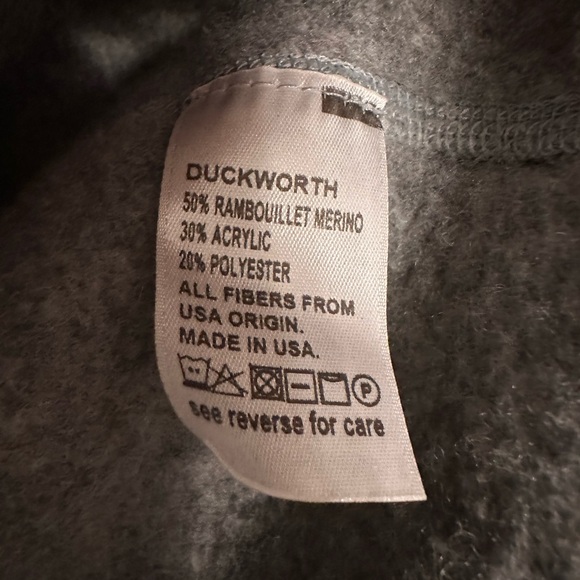 DUCKWORTH
50% RAMBOUILLET MERINO
30% ACRYLIC
20% POLYESTER
ALL FIBERS FROM
USA ORIGIN.
MADE IN USA.
P
see reverse for care